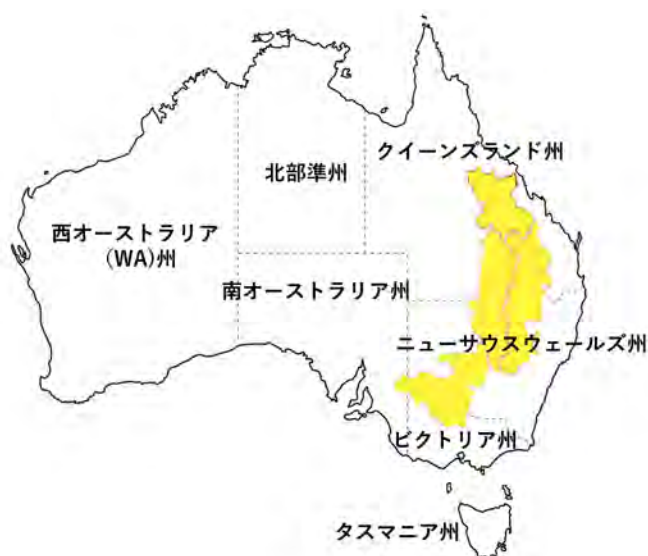 クイーンズランド州
北部準州
西オーストラリア
(WA)州
南オーストラリア州
ニューサウスウェールズ州
ビクトリア州
タスマニア州